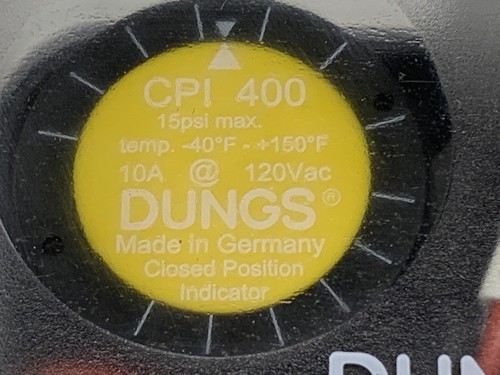 CPI 400
15psi max.
temp. -40°F - +150°F
10A @ 120Vac
DUNGS®
Made in Germany
Closed Position
Indicator